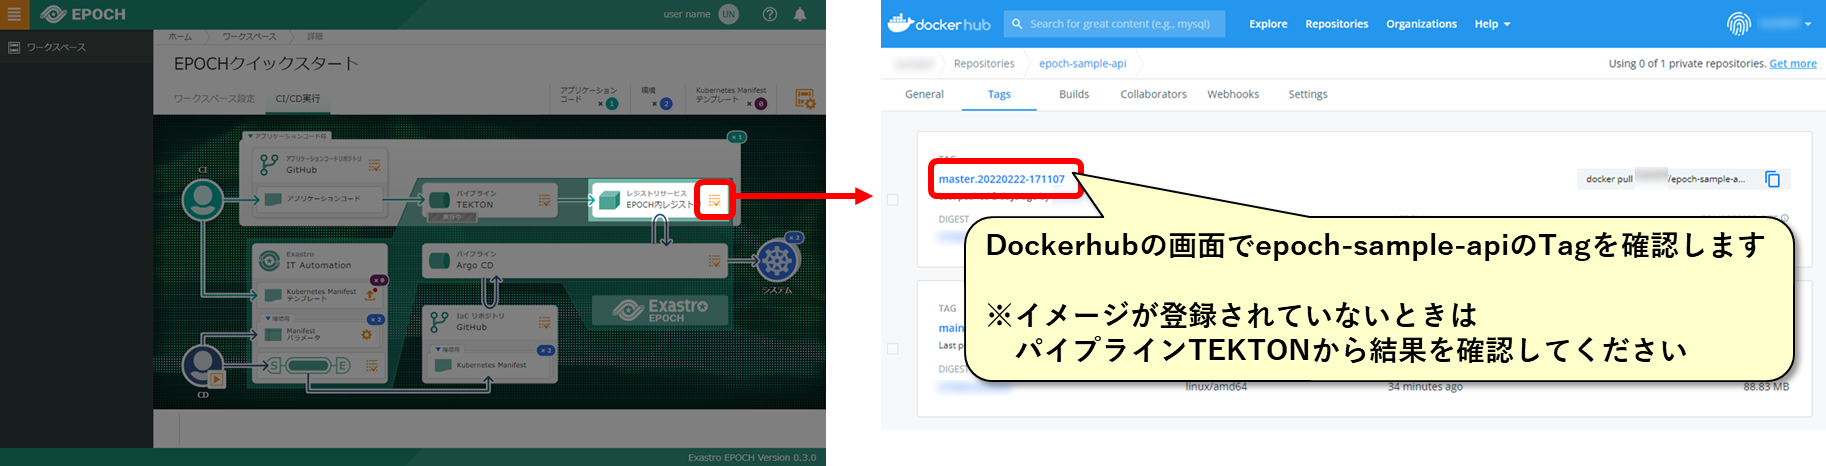 EPOCH
user name
UN
ワークスペース
ホーム
ワークスペース
詳細
EPOCHクイックスタート
ワークスペース設定
CI/CD実行
アプリケーション
コード ×1
環境
×2
Kubernetes Manifest
テンプレート ×0
▼アプリケーションコード用
×1
CI
アプリケーションコードリポジトリ
GitHub
アプリケーションコード
パイプライン
TEKTON
実行中
レジストリサービス
EPOCH内レジスト
Exastro
IT Automation
パイプライン
Argo CD
×2
システム
Kubernetes Manifest
テンプレート
×0
▼環境用
×2
Manifest
パラメータ
S
E
CD
IaC リポジトリ
GitHub
▼環境用
×2
Kubernetes Manifest
Exastro
EPOCH
Exastro EPOCH Version 0.3.0
dockerhub
Search for great content (e.g., mysql)
Explore
Repositories
Organizations
Help
Repositories
epoch-sample-api
Using 0 of 1 private repositories. Get more
General
Tags
Builds
Collaborators
Webhooks
Settings
TAG
master.20220222-171107
docker pull
/epoch-sample-a...
DIGEST
Dockerhubの画面でepoch-sample-apiのTagを確認します
※イメージが登録されていないときは
パイプラインTEKTONから結果を確認してください
TAG
main
Last p
DIGEST
linux/amd64
34 minutes ago
88.83 MB